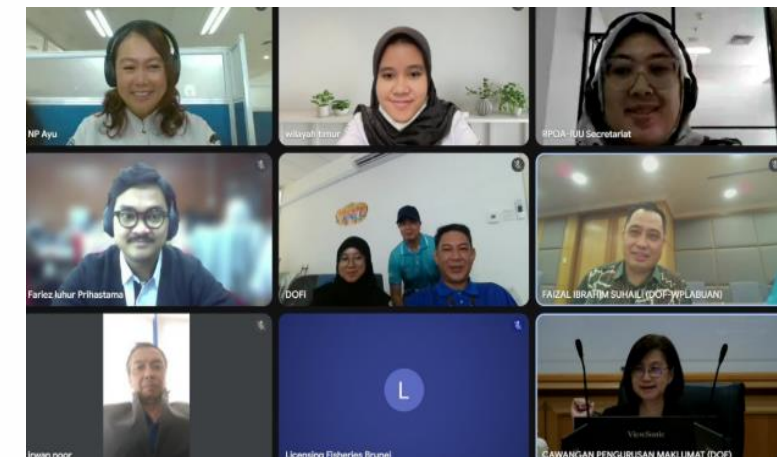 NP Ayu
wilayah timur
RPOA-IUU Secretariat
Fariez Iuhur Prihastama
DOFI
FAIZAL IBRAHIM SUHAILI (DOF-WPLABUAN)
irwan noor
L
Licensing Fisheries Brunei
ViewSonic
CAWANGAN PENGURUSAN MAKLUMAT (DOF)